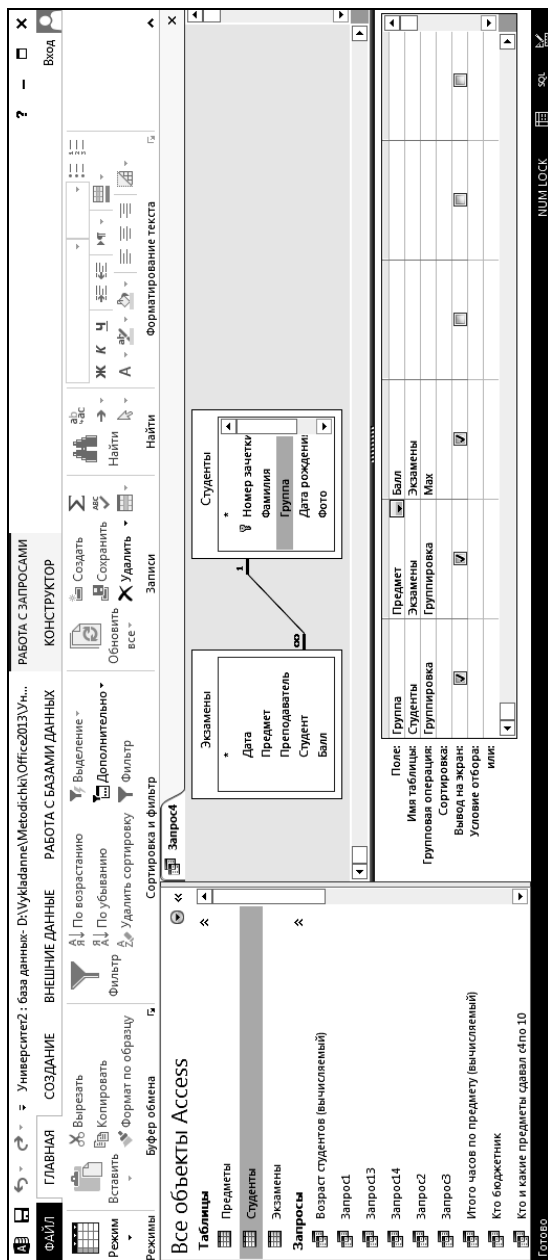 Университет2 : база данных- D:\Vykladanne\Metodichki\Office2013\Ун...
РАБОТА С ЗАПРОСАМИ
?
Вход
ФАЙЛ
ГЛАВНАЯ
СОЗДАНИЕ
ВНЕШНИЕ ДАННЫЕ
РАБОТА С БАЗАМИ ДАННЫХ
КОНСТРУКТОР
Режим
Режимы
Вставить
Вырезать
Копировать
Формат по образцу
Буфер обмена
Фильтр
По возрастанию
По убыванию
Удалить сортировку
Выделение
Дополнительно
Фильтр
Сортировка и фильтр
Обновить
все
Создать
Сохранить
Удалить
Записи
Найти
Найти
Ж К Ч
А
Форматирование текста
Все объекты Access
Таблицы
Предметы
Студенты
Экзамены
Запросы
Возраст студентов (вычисляемый)
Запрос1
Запрос13
Запрос14
Запрос2
Запрос3
Итого часов по предмету (вычисляемый)
Кто бюджетник
Кто и какие предметы сдавал с4по 10
Запрос4
Экзамены
*
Дата
Предмет
Преподаватель
Студент
Балл
∞
1
Студенты
*
Номер зачетки
Фамилия
Группа
Дата рождения
Фото
Поле: Группа Предмет Балл
Имя таблицы: Студенты Экзамены Экзамены
Групповая операция: Группировка Группировка Max
Сортировка:
Вывод на экран:
Условие отбора:
или:
ОТОВО
NUM LOCK
SQL